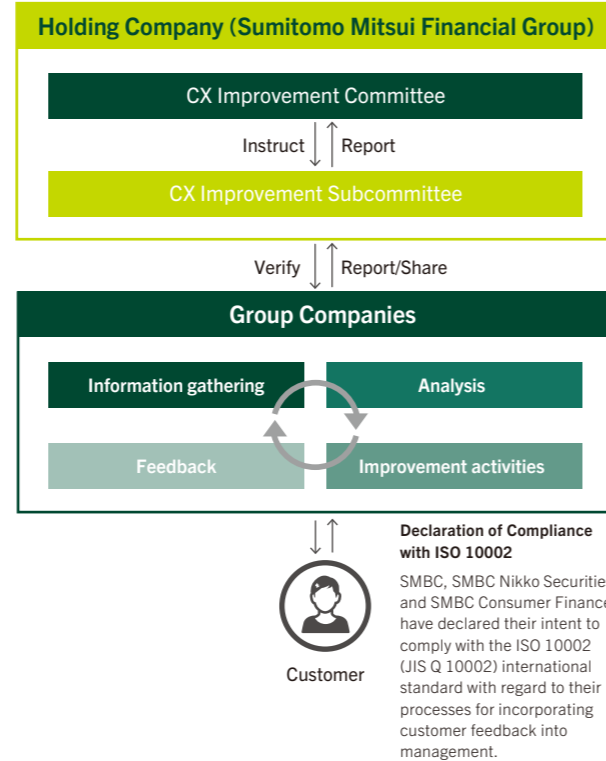 Holding Company (Sumitomo Mitsui Financial Group)
CX Improvement Committee
Instruct Report
CX Improvement Subcommittee
Verify Report/Share
Group Companies
Information gathering Analysis
Feedback Improvement activities
Customer
Declaration of Compliance
with ISO 10002
SMBC, SMBC Nikko Securitie
and SMBC Consumer Finance
have declared their intent to
comply with the ISO 10002
(JIS Q 10002) international
standard with regard to their
processes for incorporating
customer feedback into
management.